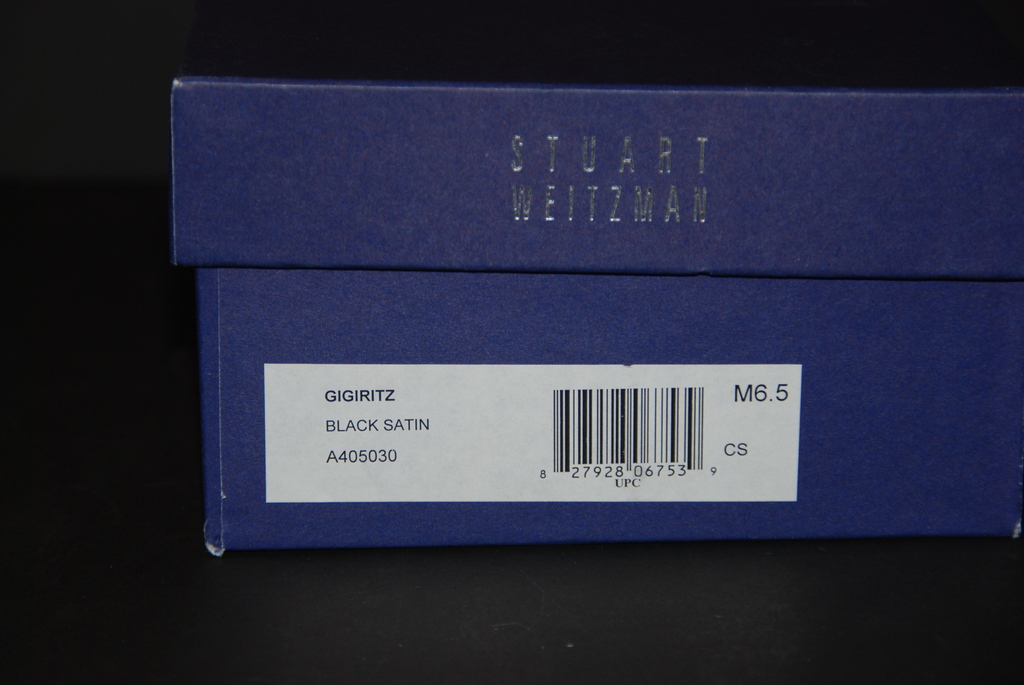 STUART
WEITZMAN
GIGIRITZ
BLACK SATIN
A405030
8 27928 06753 9
UPC
M6.5
CS